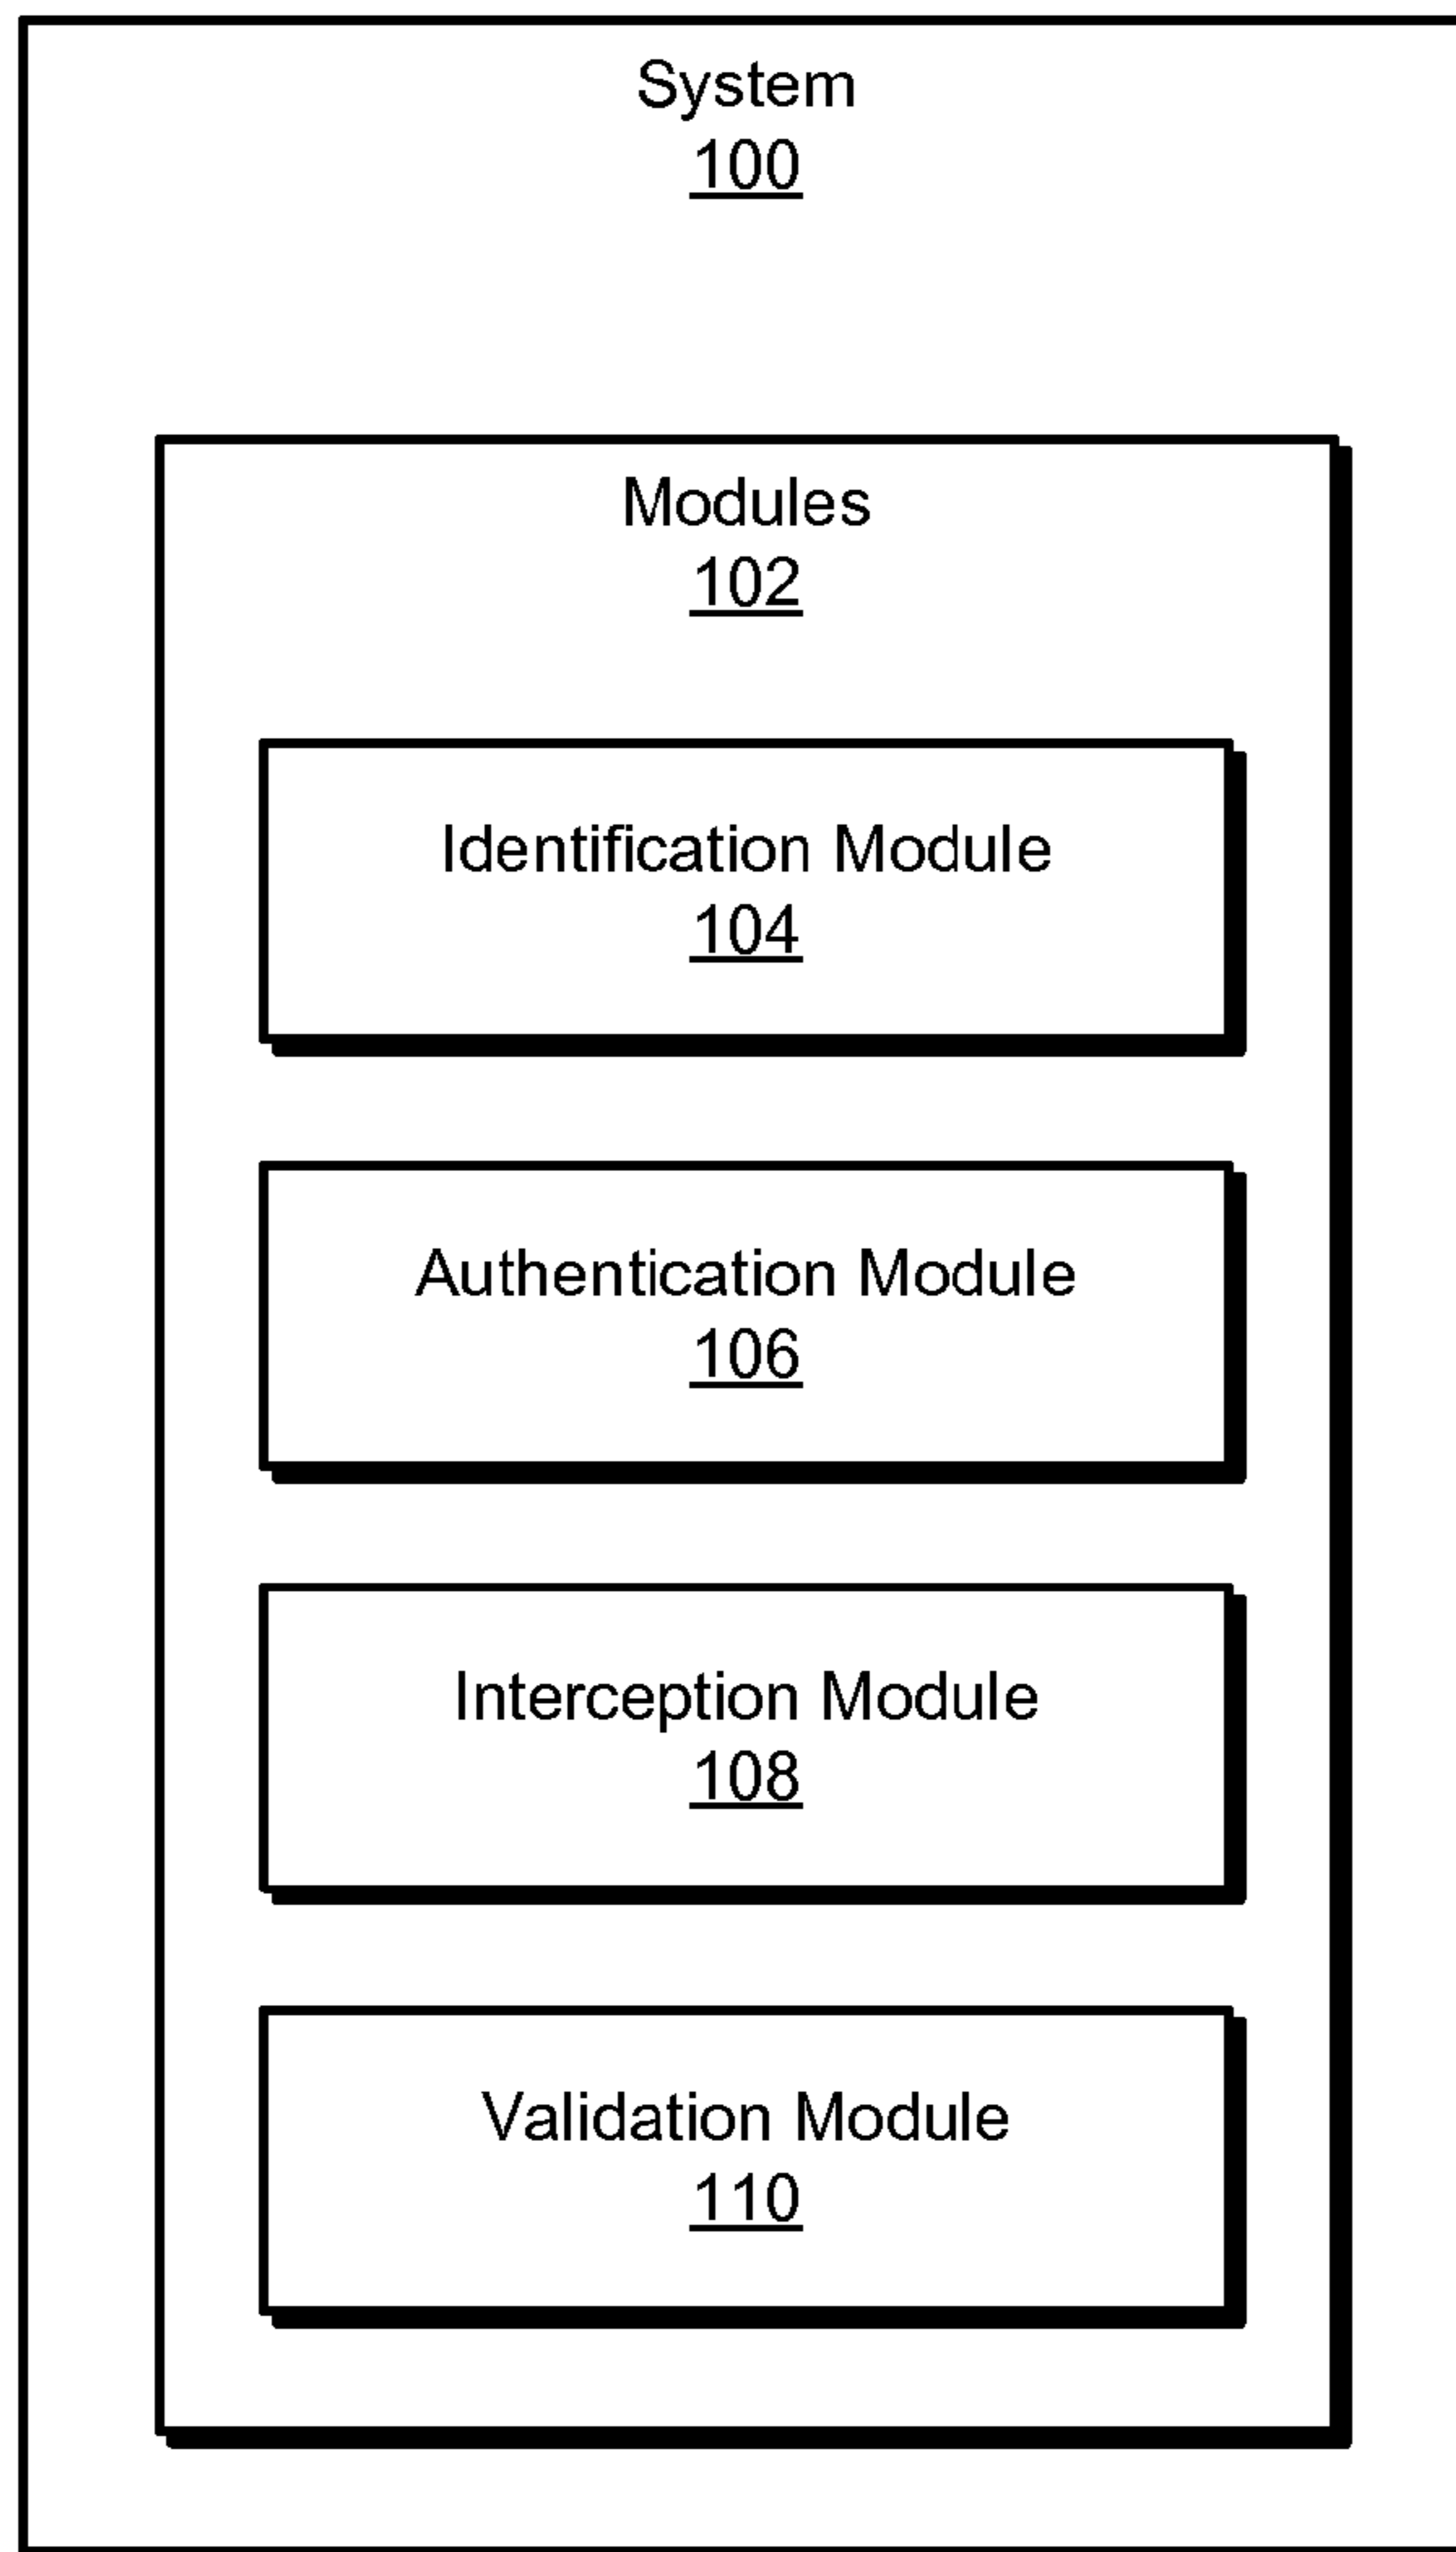 System
100
Modules
102
Identification Module
104
Authentication Module
106
Interception Module
108
Validation Module
110